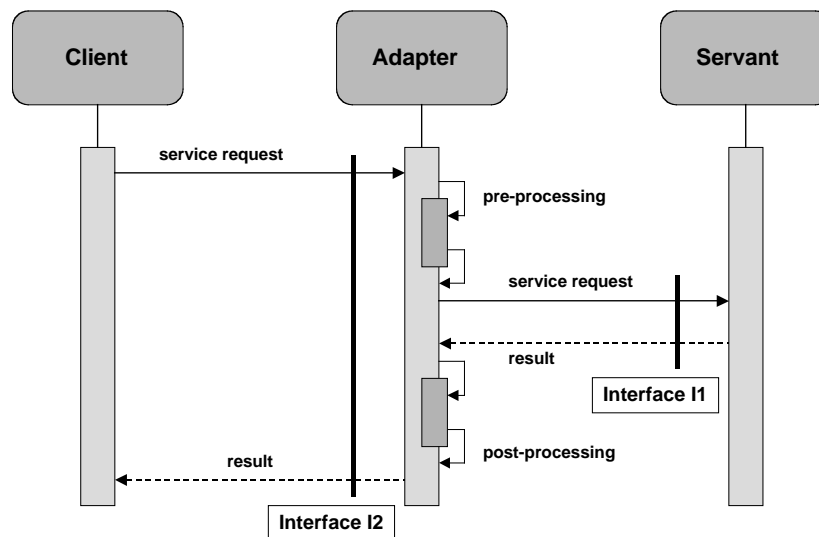 Client
Adapter
Servant
service request
pre-processing
service request
result
Interface I1
post-processing
result
Interface I2